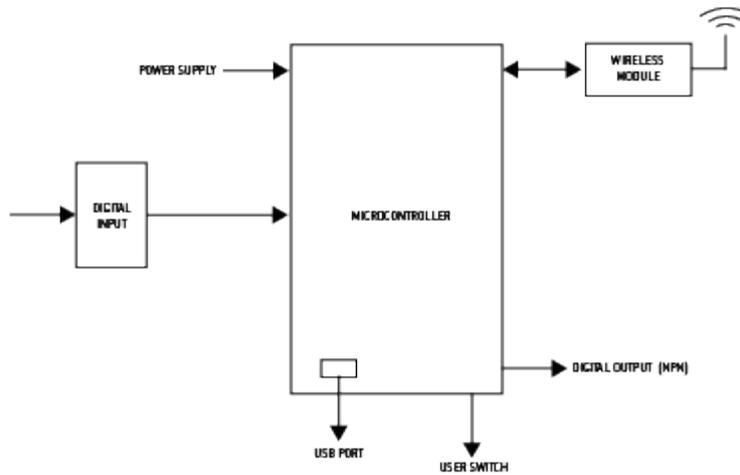 POWER SUPPLY
WIRELESS
MODULE
DIGITAL
INPUT
MICROCONTROLLER
DIGITAL OUTPUT (NPN)
USB PORT
USER SWITCH